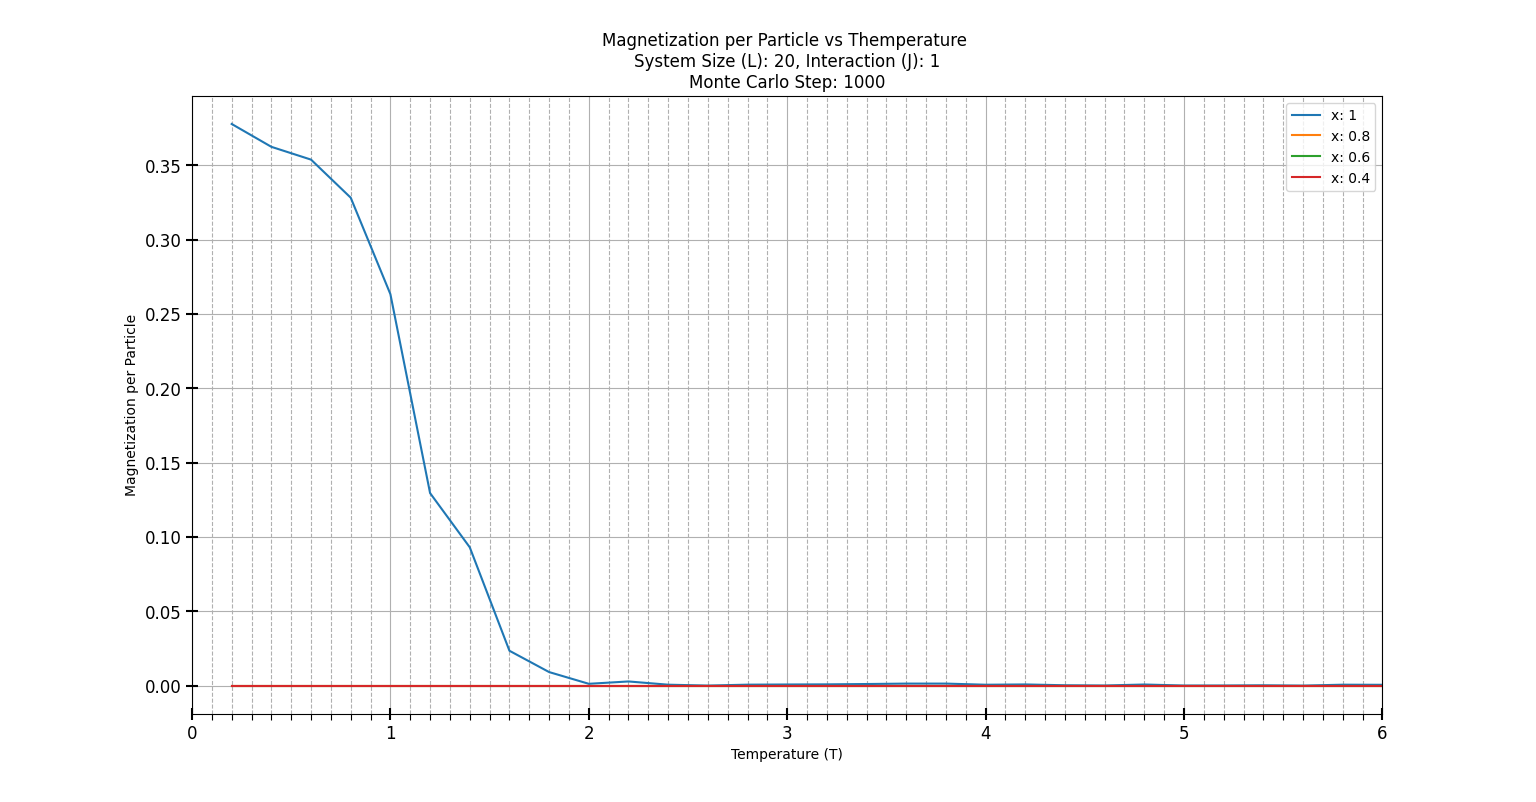 Magnetization per Particle vs Themperature
System Size (L): 20, Interaction (J): 1
Monte Carlo Step: 1000
x: 1
x: 0.8
x: 0.6
x: 0.4
Magnetization per Particle
0.35
0.30
0.25
0.20
0.15
0.10
0.05
0.00
0 1 2 3 4 5 6
Temperature (T)